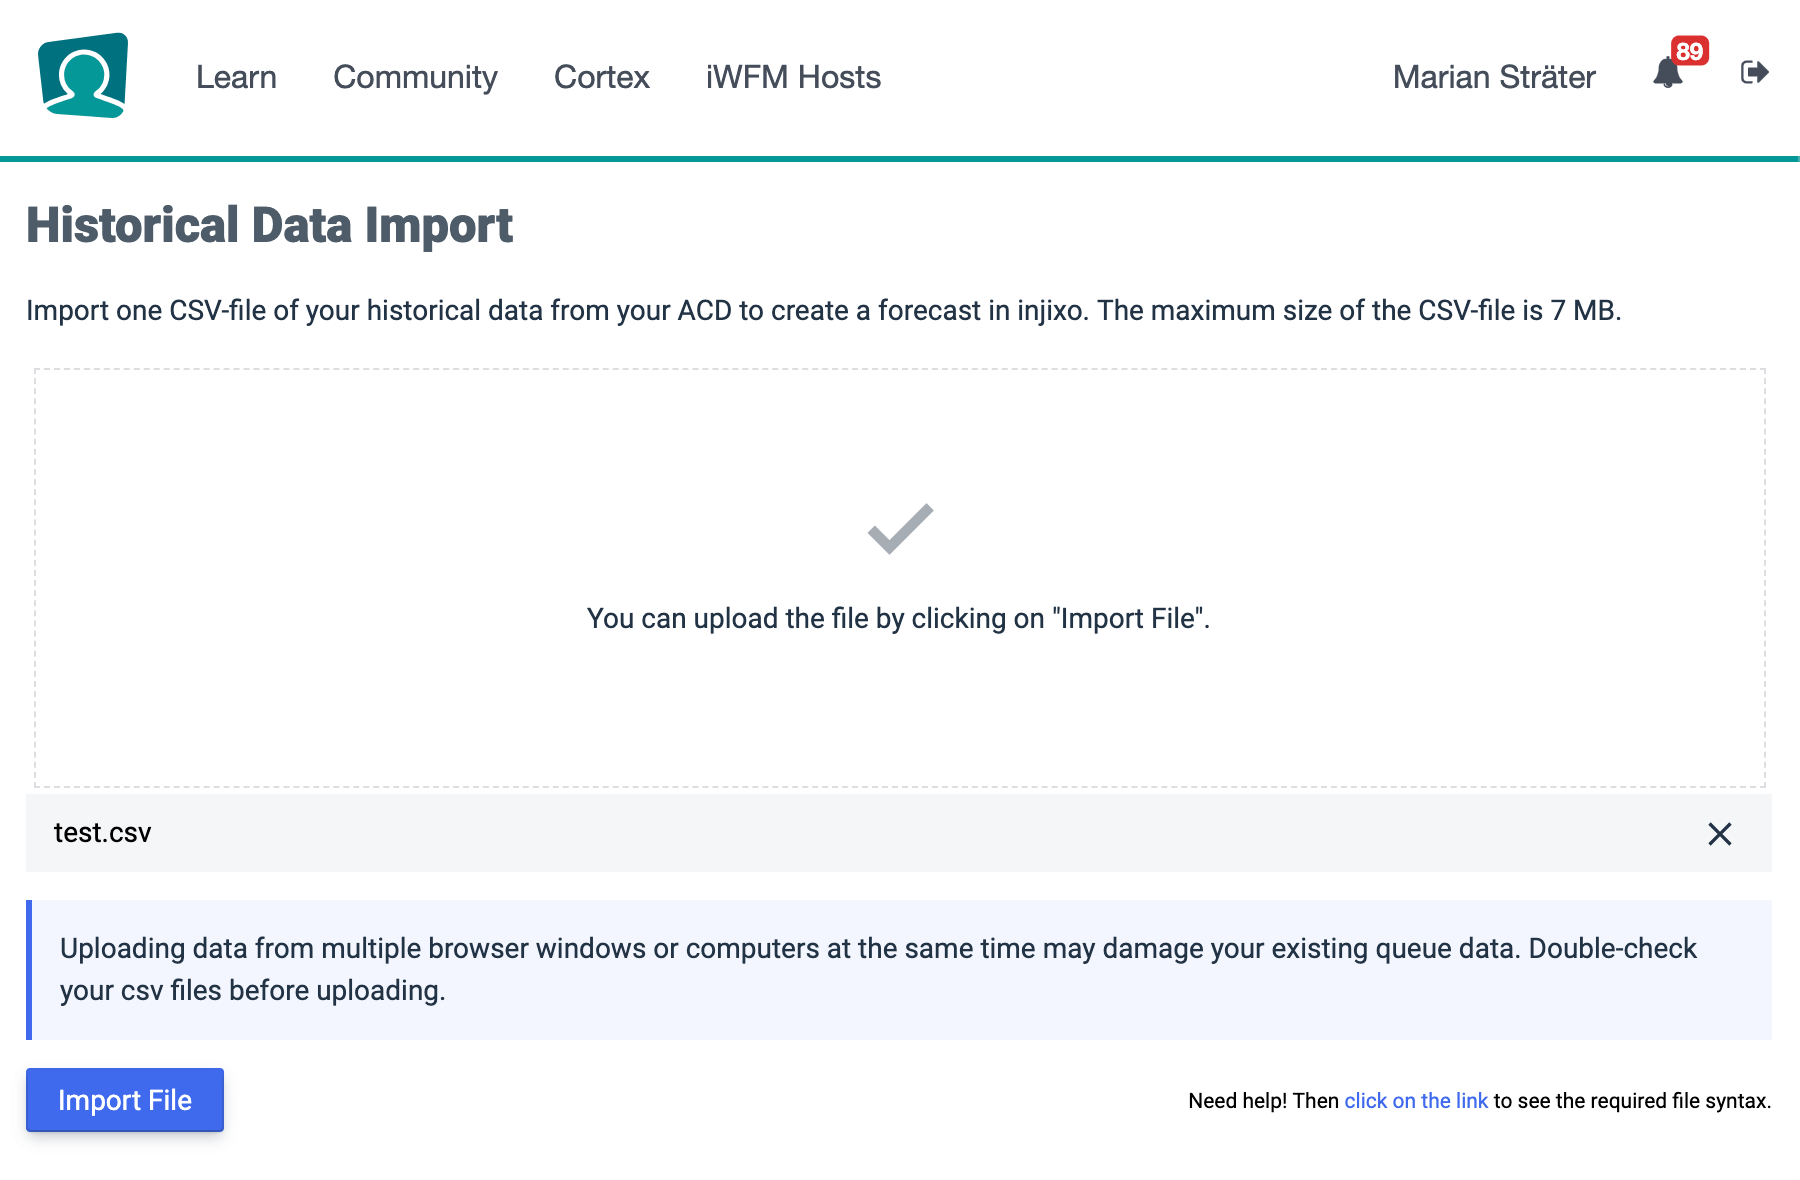 Learn Community Cortex iWFM Hosts Marian Sträter 89
Historical Data Import
Import one CSV-file of your historical data from your ACD to create a forecast in injixo. The maximum size of the CSV-file is 7 MB.
You can upload the file by clicking on "Import File".
test.csv
Uploading data from multiple browser windows or computers at the same time may damage your existing queue data. Double-check
your csv files before uploading.
Import File
Need help! Then click on the link to see the required file syntax.